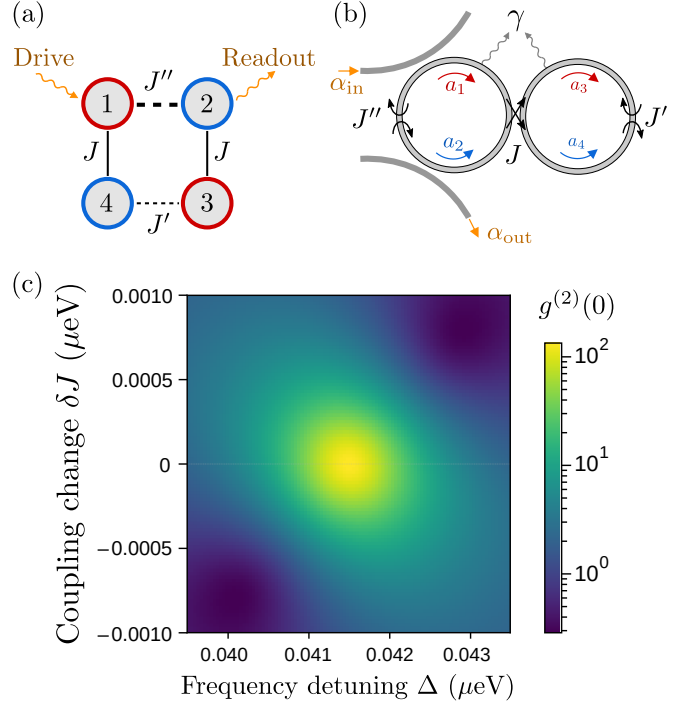 (a)
Drive
Readout
J''
1
2
J
J
4
3
J'
(b)
γ
α_in
a_1
a_3
J''
J'
J
a_2
a_4
α_out
(c)
g^(2)(0)
Coupling change δJ (μeV)
0.0010
0.0005
0
−0.0005
−0.0010
0.040
0.041
0.042
0.043
Frequency detuning Δ (μeV)
10^2
10^1
10^0